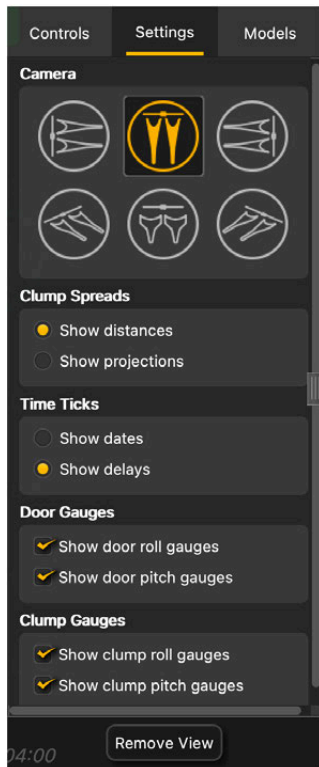 Controls Settings Models
Camera
Clump Spreads
Show distances
Show projections
Time Ticks
Show dates
Show delays
Door Gauges
Show door roll gauges
Show door pitch gauges
Clump Gauges
Show clump roll gauges
Show clump pitch gauges
Remove View
04:00